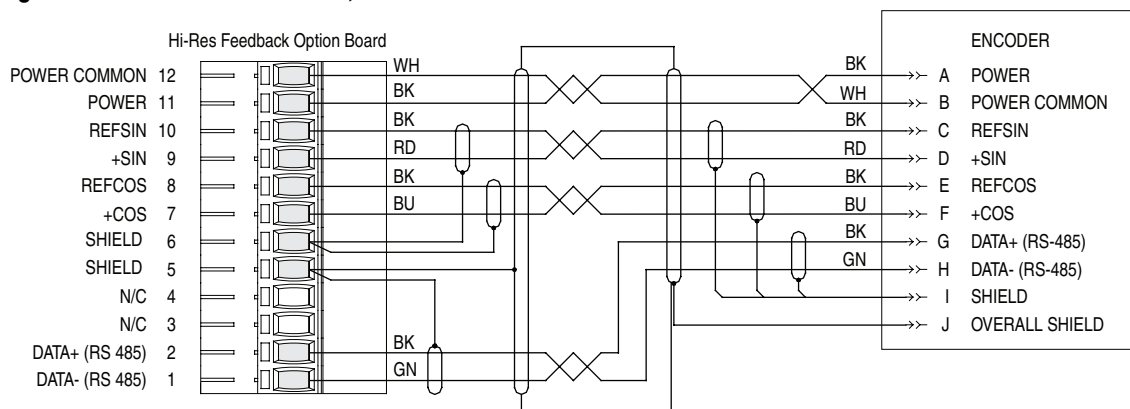 Hi-Res Feedback Option Board
ENCODER
POWER COMMON 12 WH BK A POWER
POWER 11 BK WH B POWER COMMON
REFSIN 10 BK BK C REFSIN
+SIN 9 RD RD D +SIN
REFCOS 8 BK BK E REFCOS
+COS 7 BU BU F +COS
SHIELD 6 BK G DATA+ (RS-485)
SHIELD 5 GN H DATA- (RS-485)
N/C 4 I SHIELD
N/C 3 J OVERALL SHIELD
DATA+ (RS 485) 2 BK
DATA- (RS 485) 1 GN